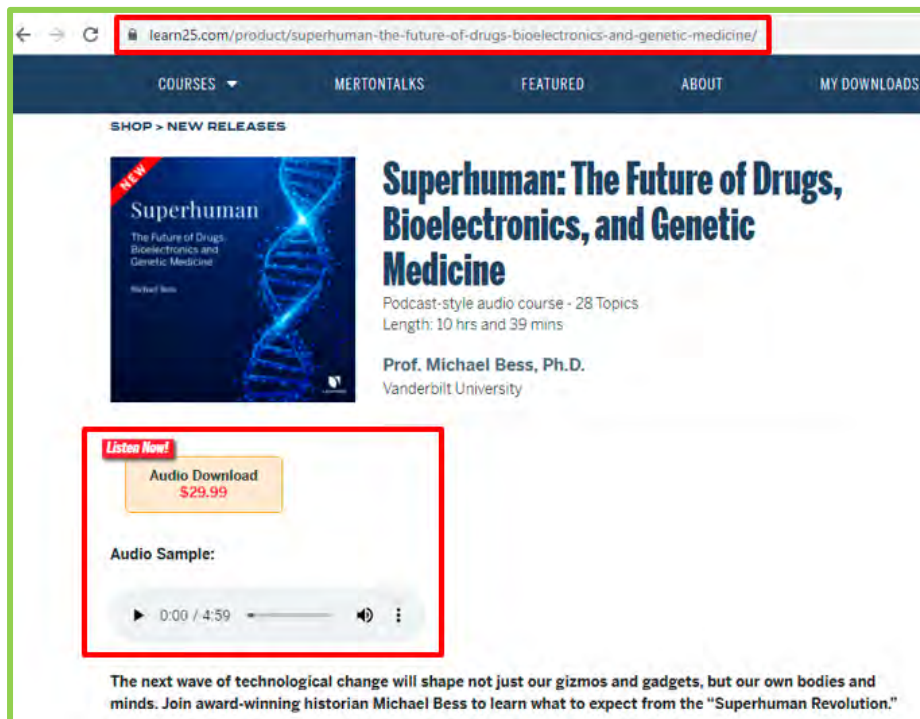 learn25.com/product/superhuman-the-future-of-drugs-bioelectronics-and-genetic-medicine/
COURSES MERTONTALKS FEATURED ABOUT MY DOWNLOADS
SHOP > NEW RELEASES
NEW
Superhuman
The Future of Drugs
Bioelectronics and
Genetic Medicine
Michael Bess
Superhuman: The Future of Drugs,
Bioelectronics, and Genetic
Medicine
Podcast-style audio course - 28 Topics
Length: 10 hrs and 39 mins
Prof. Michael Bess, Ph.D.
Vanderbilt University
Listen Now!
Audio Download
$29.99
Audio Sample:
0:00 / 4:59
The next wave of technological change will shape not just our gizmos and gadgets, but our own bodies and
minds. Join award-winning historian Michael Bess to learn what to expect from the “Superhuman Revolution.”